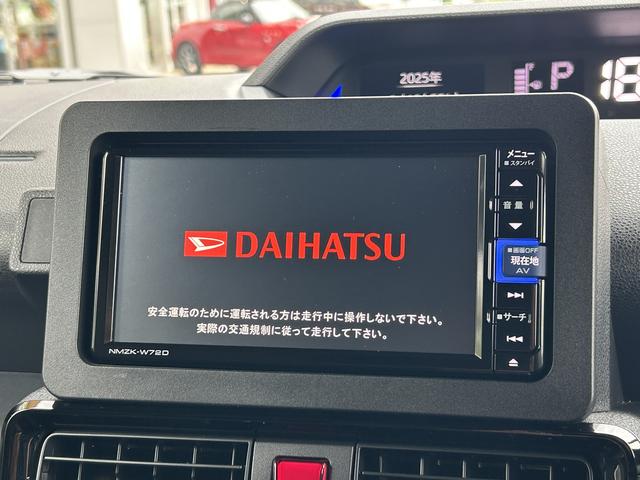 2025年
P
18
メニュー
スタンバイ
音量
DAIHATSU
画面OFF
現在地
AV
安全運転のために運転される方は走行中に操作しないで下さい。
実際の交通規制に従って走行して下さい。
サーチ
NMZK-W72D